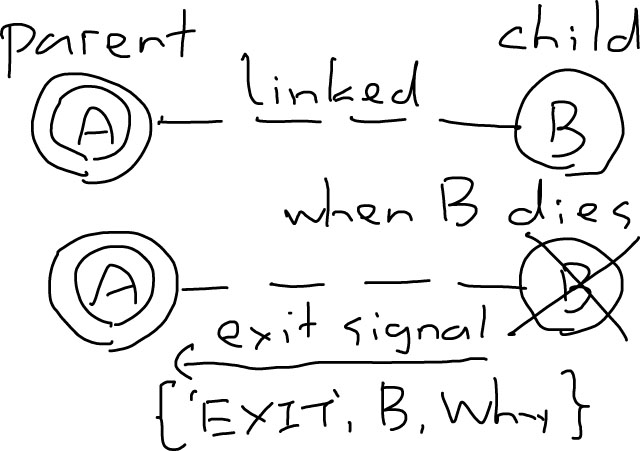 parent
child
linked
A
B
when B dies
A
B
exit signal
{'EXIT', B, Why}